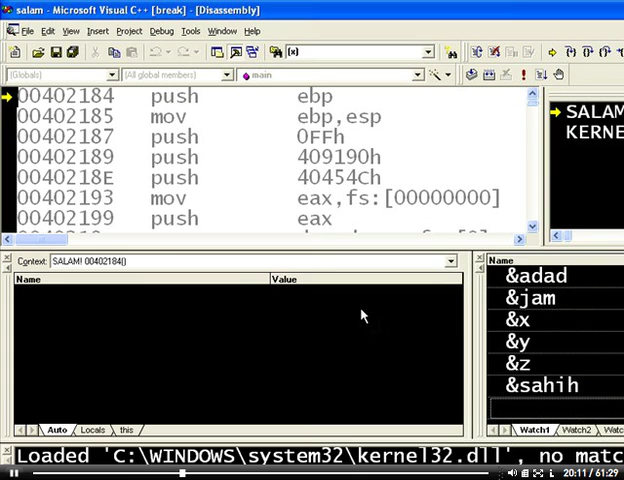 salam - Microsoft Visual C++ [break] - [Disassembly]
File Edit View Insert Project Debug Tools Window Help
(Globals) (All global members) main
00402184 push ebp
00402185 mov ebp,esp
00402187 push 0FFh
00402189 push 409190h
0040218E push 40454Ch
00402193 mov eax,fs:[00000000]
00402199 push eax
SALAM
KERNE
Context: SALAM! 00402184()
Name Value
Auto Locals this
Name
&adad
&jam
&x
&y
&z
&sahih
Watch1 Watch2 Watc
Loaded 'C:\WINDOWS\system32\kernel32.dll', no matc
20:11 / 61:29